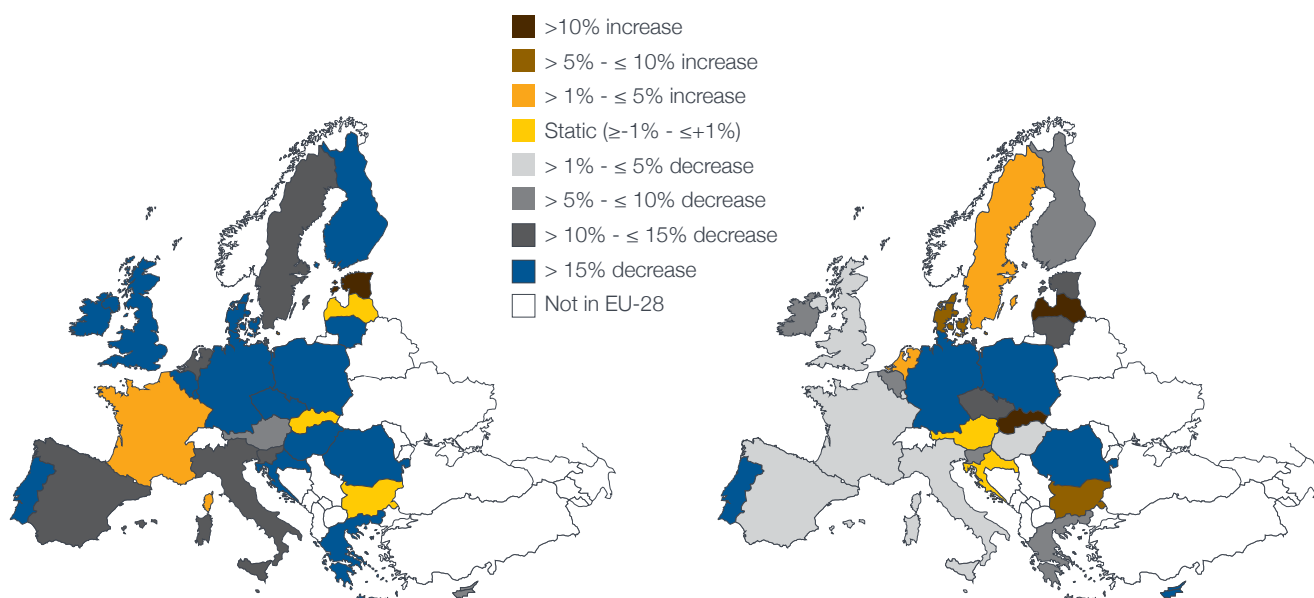 >10% increase
> 5% - ≤ 10% increase
> 1% - ≤ 5% increase
Static (≥-1% - ≤+1%)
> 1% - ≤ 5% decrease
> 5% - ≤ 10% decrease
> 10% - ≤ 15% decrease
> 15% decrease
Not in EU-28